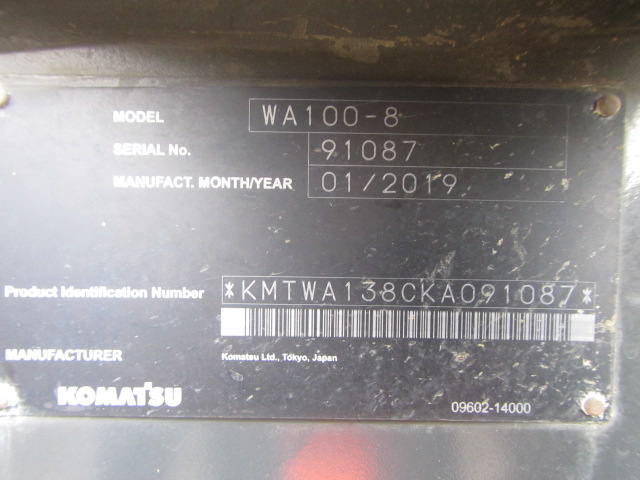 MODEL WA100-8
SERIAL No. 91087
MANUFACT. MONTH/YEAR 01/2019
Product Identification Number *KMTWA138CKA091087*
MANUFACTURER Komatsu Ltd., Tokyo, Japan
KOMATSU
09602-14000